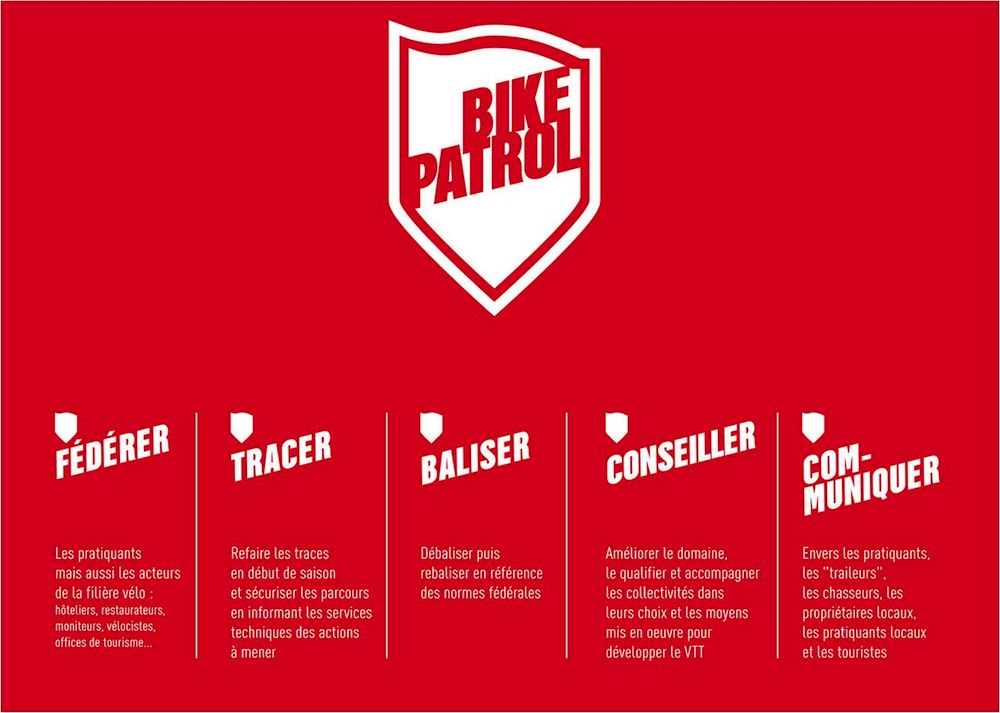 BIKE
PATROL
FÉDÉRER
Les pratiquants
mais aussi les acteurs
de la filière vélo :
hôteliers, restaurateurs,
moniteurs, vélocistes,
offices de tourisme...
TRACER
Refaire les traces
en début de saison
et sécuriser les parcours
en informant les services
techniques des actions
à mener
BALISER
Débaliser puis
rebaliser en référence
des normes fédérales
CONSEILLER
Améliorer le domaine,
le qualifier et accompagner
les collectivités dans
leurs choix et les moyens
mis en oeuvre pour
développer le VTT
COM-
MUNIQUER
Envers les pratiquants,
les "traileurs",
les chasseurs, les
propriétaires locaux,
les pratiquants locaux
et les touristes